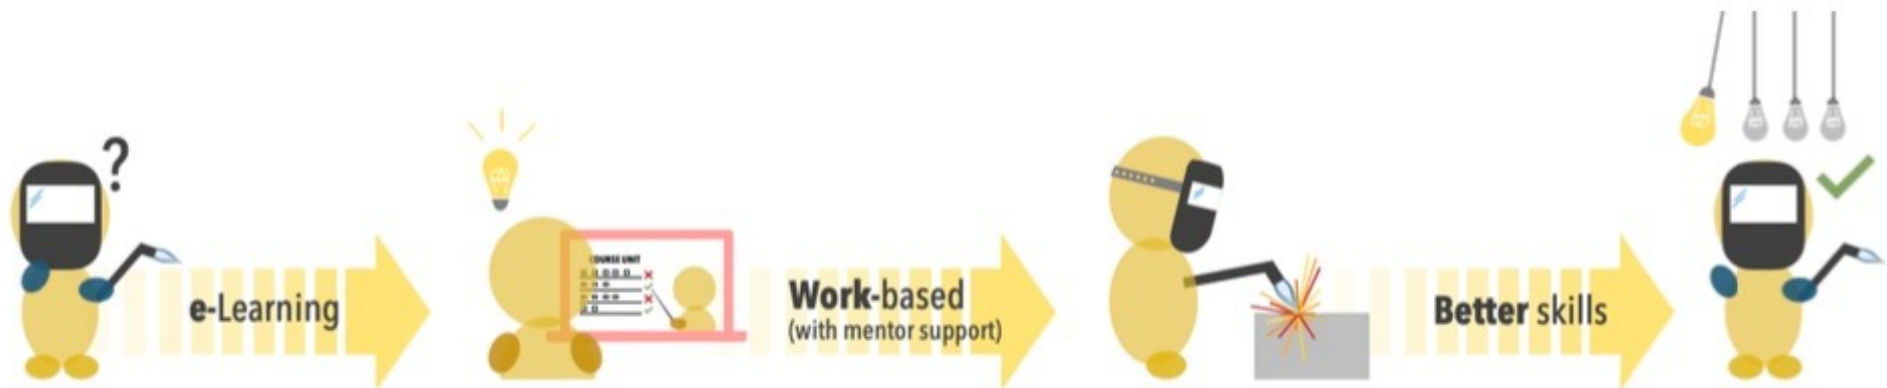 ?
e-Learning
COURSE UNIT
Work-based
(with mentor support)
Better skills